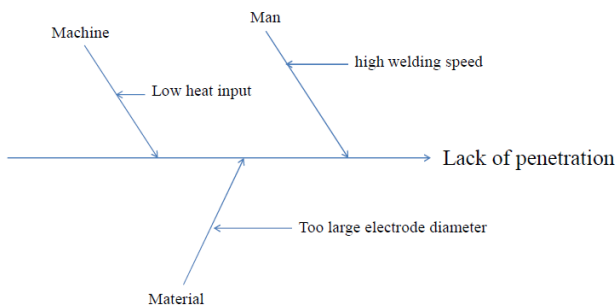 Man
Machine
high welding speed
Low heat input
Lack of penetration
Too large electrode diameter
Material